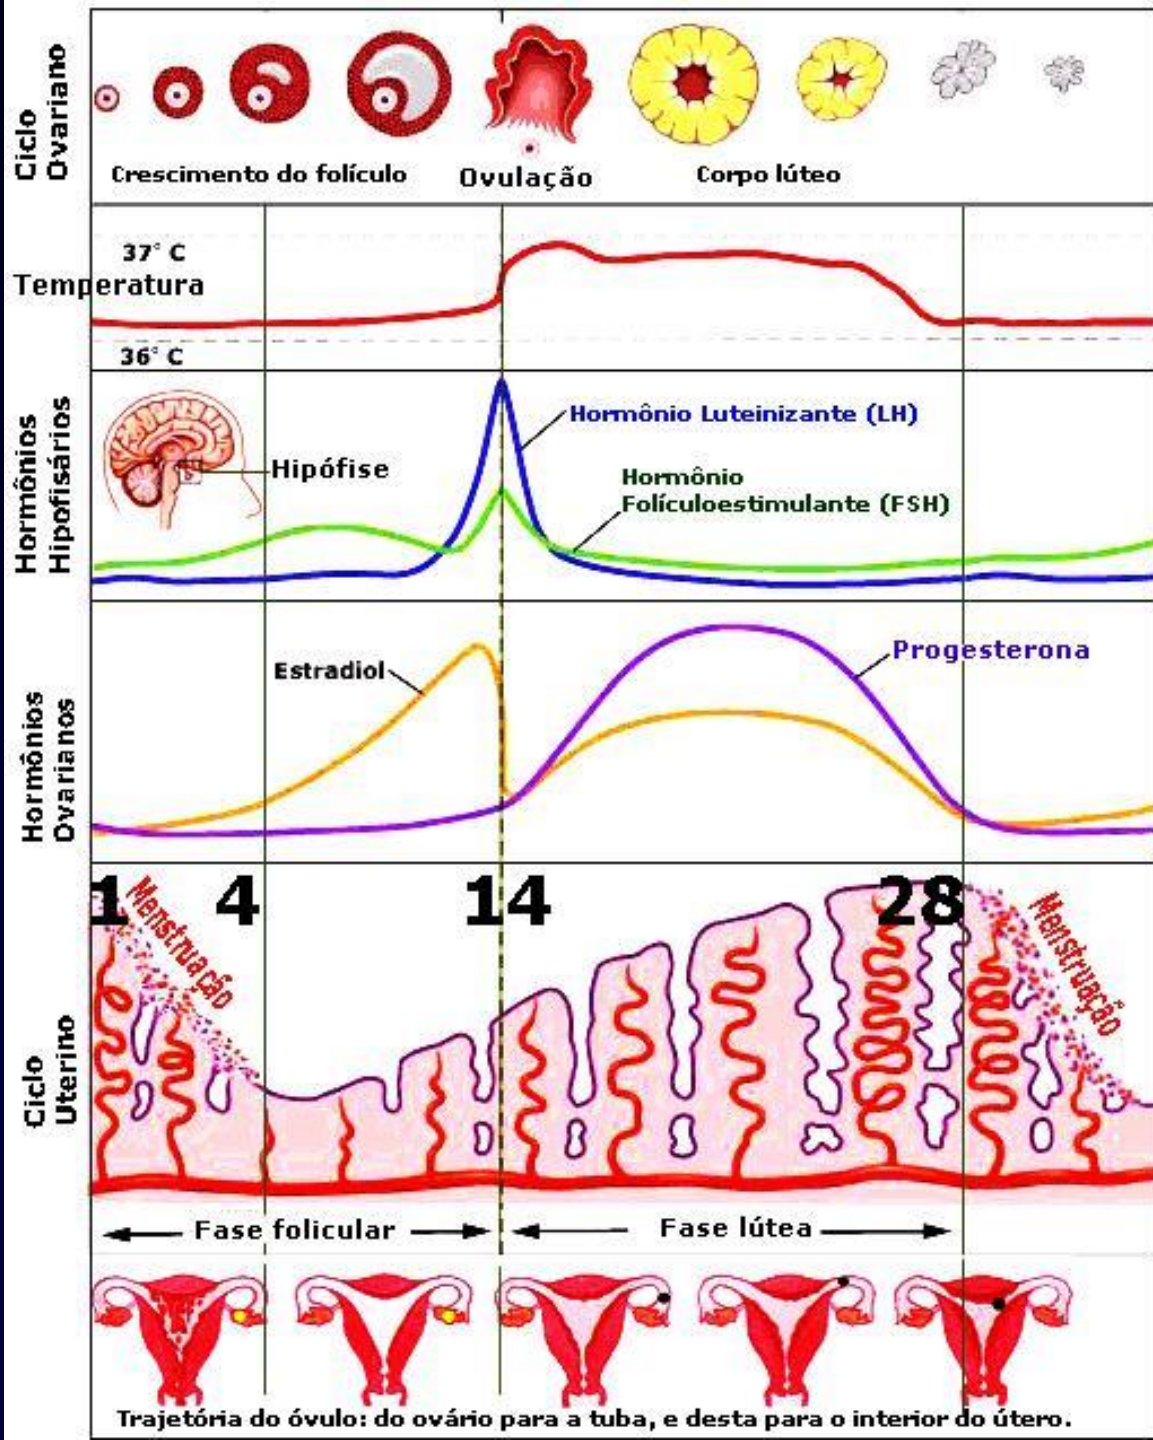 Ciclo
Ovariano
Crescimento do folículo
Ovulação
Corpo lúteo
37° C
Temperatura
36° C
Hormônios
Hipofisários
Hipófise
Hormônio Luteinizante (LH)
Hormônio
Folículoestimulante (FSH)
Hormônios
Ovarianos
Estradiol
Progesterona
Ciclo
Uterino
1
4
14
28
Menstruação
Menstruação
Fase folicular
Fase lútea
Trajetória do óvulo: do ovário para a tuba, e desta para o interior do útero.